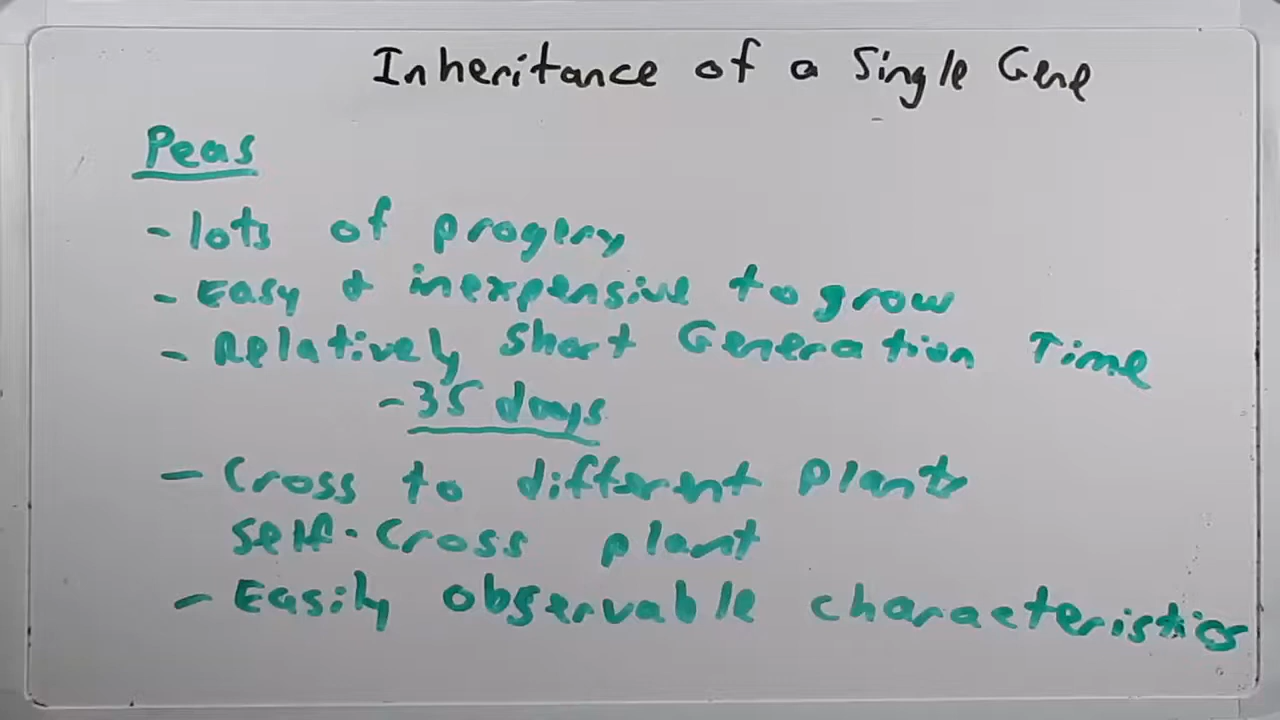 Inheritance of a Single Gene
Peas
- lots of progeny
- Easy & inexpensive to grow
- Relatively Short Generation Time
- 35 days
- Cross to different Plants
Self-Cross plant
- Easily observable characteristics